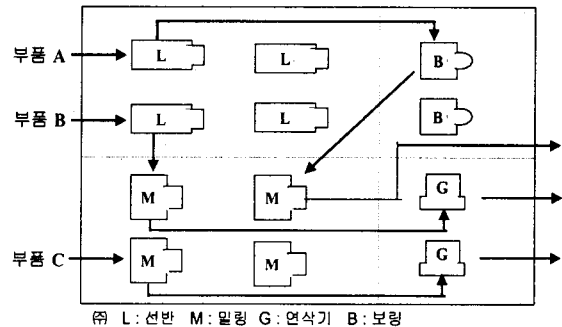 부품 A L L B
부품 B L L B
M M G
부품 C M M G
㈜ L : 선반 M : 밀링 G : 연삭기 B : 보링